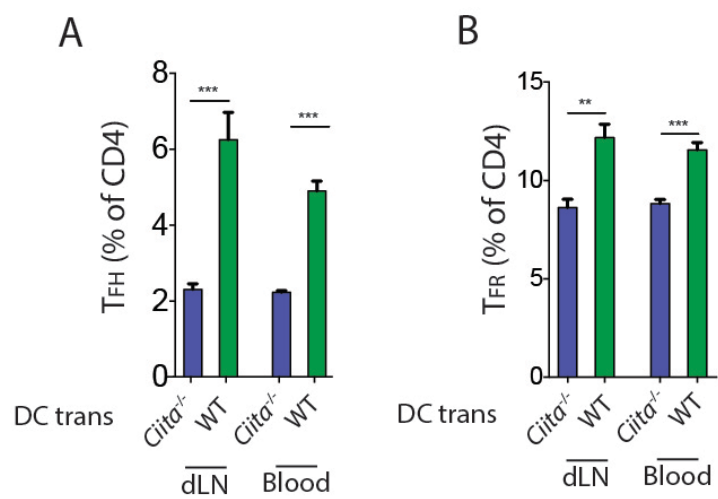 A
8
6
4
2
0
TFH (% of CD4)
***
***
DC trans
Ciita-/-
WT
Ciita-/-
WT
dLN
Blood
B
15
10
5
0
TFR (% of CD4)
**
***
DC trans
Ciita-/-
WT
Ciita-/-
WT
dLN
Blood